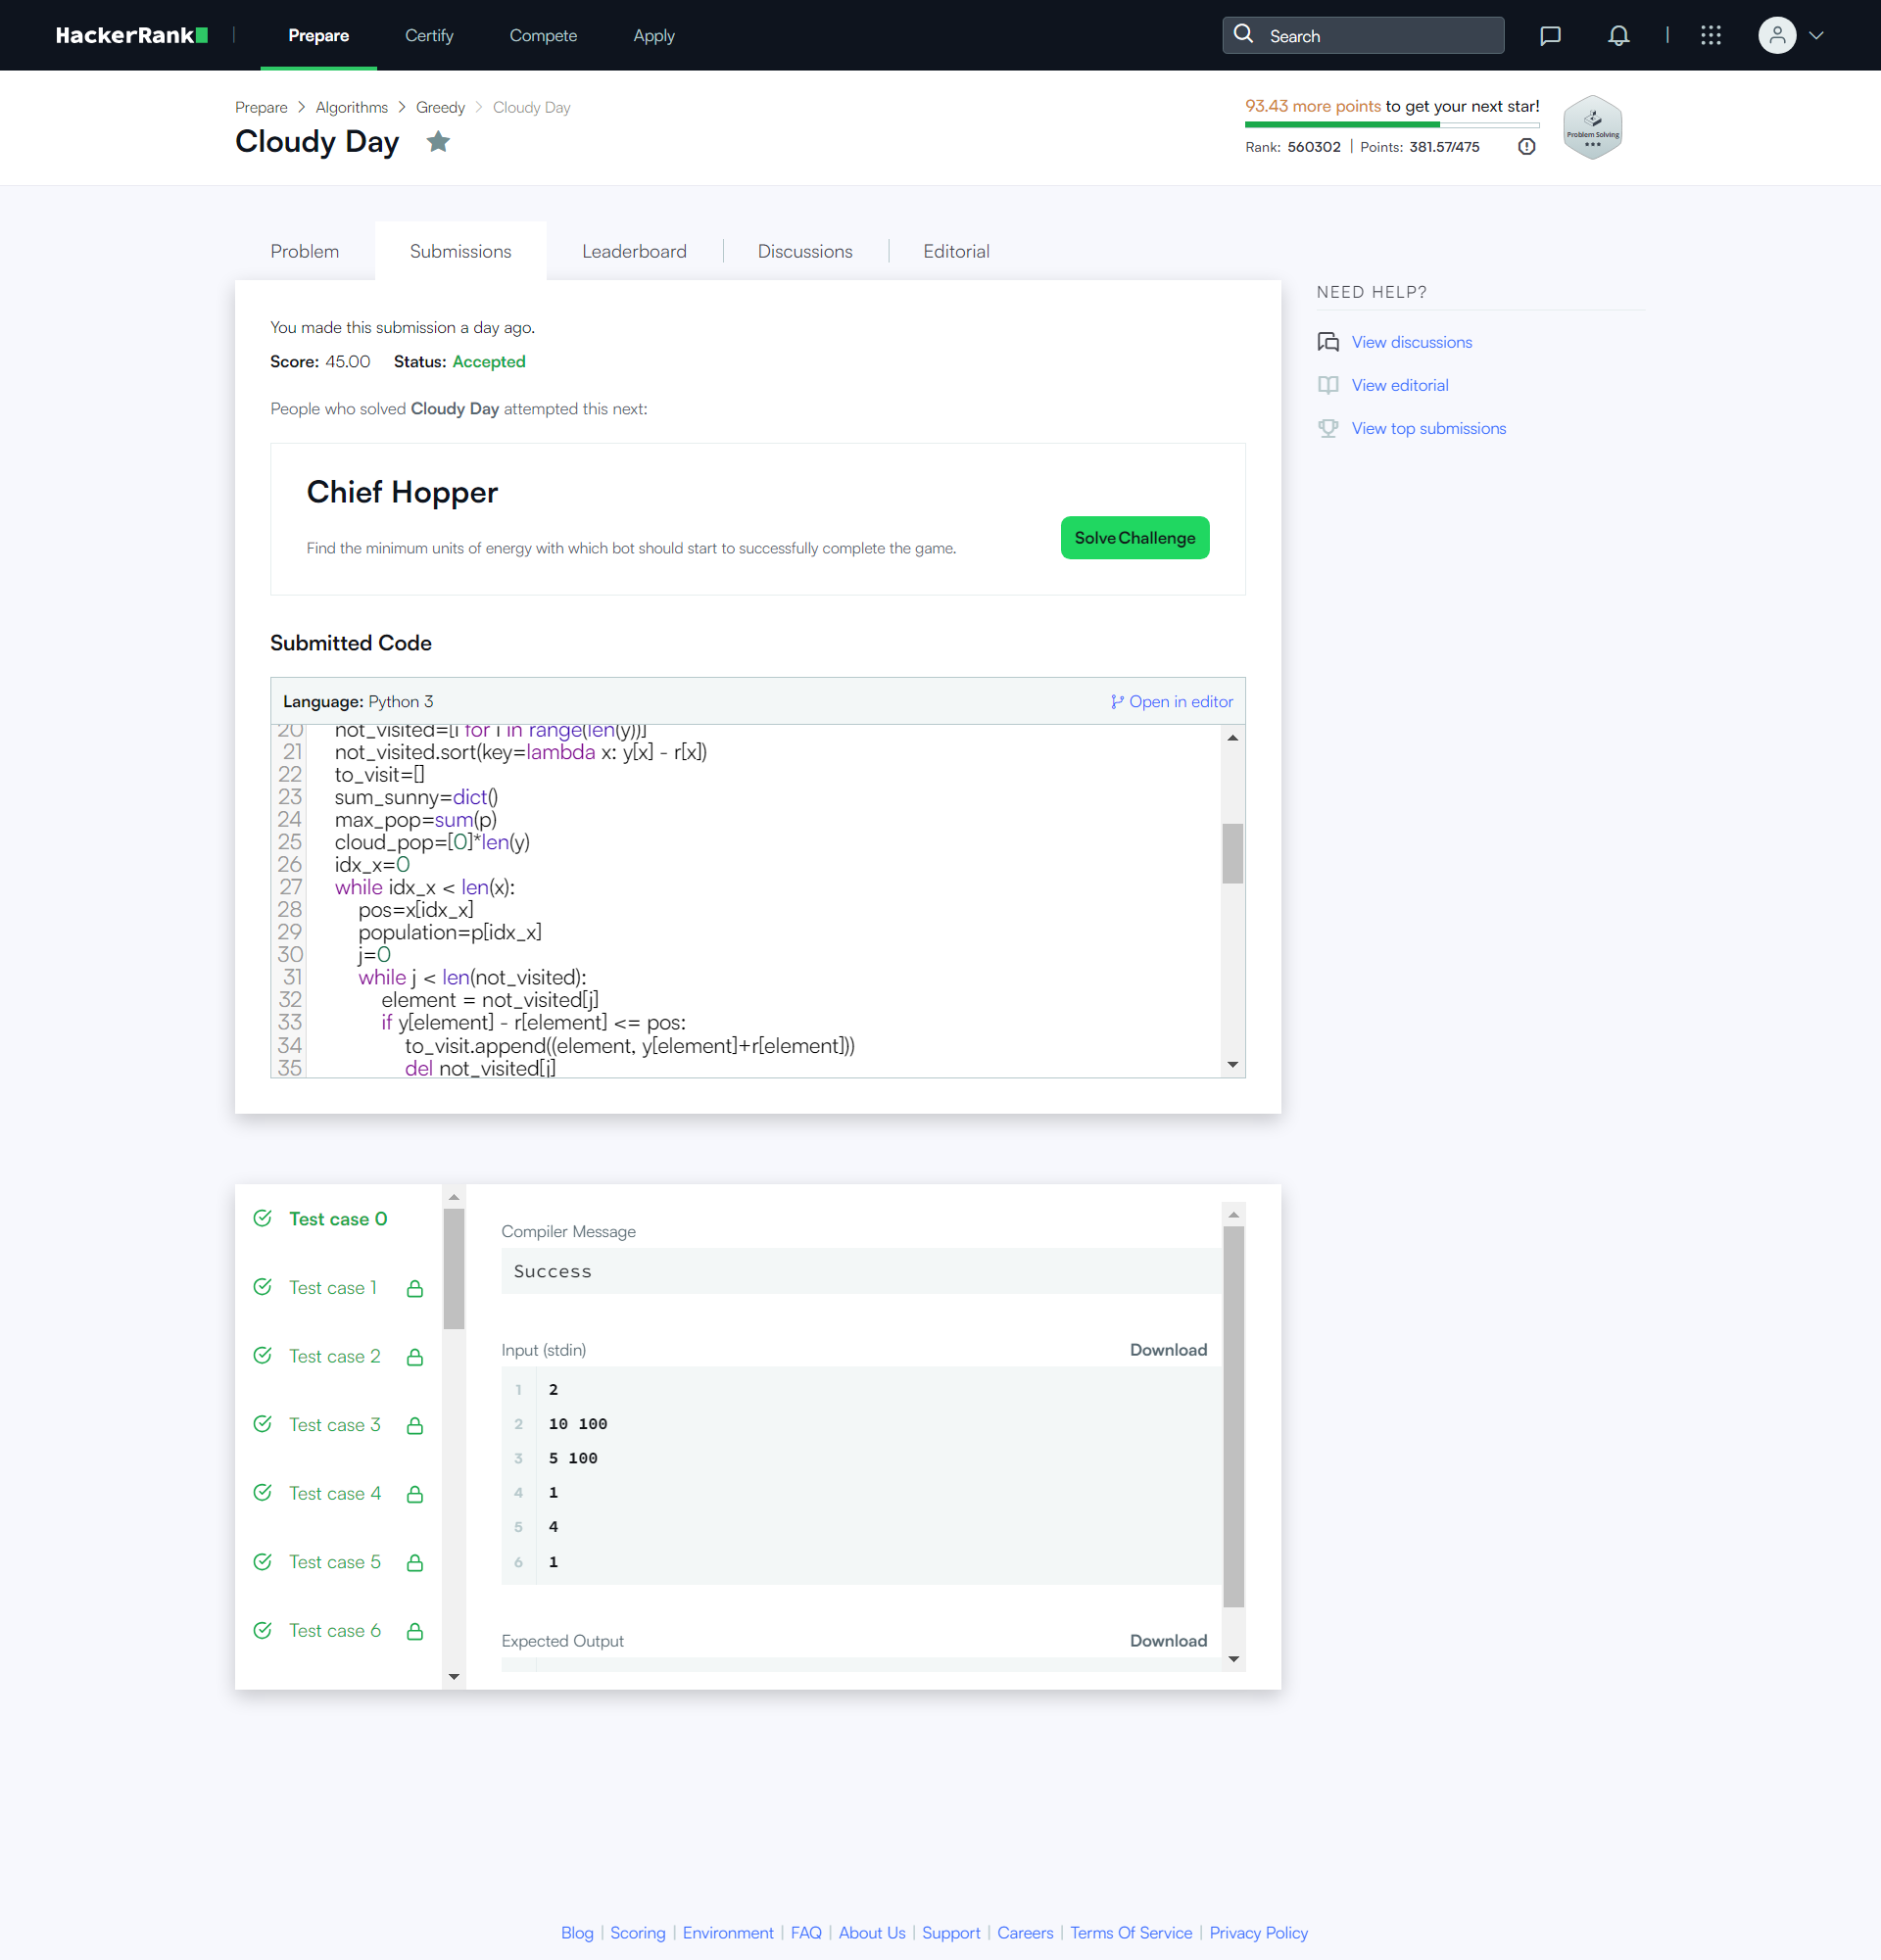 HackerRank
Prepare
Certify
Compete
Apply
Search
Prepare > Algorithms > Greedy > Cloudy Day
Cloudy Day
93.43 more points to get your next star!
Rank: 560302 | Points: 381.57/475
Problem Solving
Problem
Submissions
Leaderboard
Discussions
Editorial
NEED HELP?
View discussions
View editorial
View top submissions
You made this submission a day ago.
Score: 45.00 Status: Accepted
People who solved Cloudy Day attempted this next:
Chief Hopper
Find the minimum units of energy with which bot should start to successfully complete the game.
Solve Challenge
Submitted Code
Language: Python 3
Open in editor
20 not_visited=[i for i in range(len(y))]
21 not_visited.sort(key=lambda x: y[x] - r[x])
22 to_visit=[]
23 sum_sunny=dict()
24 max_pop=sum(p)
25 cloud_pop=[0]*len(y)
26 idx_x=0
27 while idx_x < len(x):
28 pos=x[idx_x]
29 population=p[idx_x]
30 j=0
31 while j < len(not_visited):
32 element = not_visited[j]
33 if y[element] - r[element] <= pos:
34 to_visit.append((element, y[element]+r[element]))
35 del not_visited[j]
Test case 0
Test case 1
Test case 2
Test case 3
Test case 4
Test case 5
Test case 6
Compiler Message
Success
Input (stdin)
Download
1 2
2 10 100
3 5 100
4 1
5 4
6 1
Expected Output
Download
Blog | Scoring | Environment | FAQ | About Us | Support | Careers | Terms Of Service | Privacy Policy